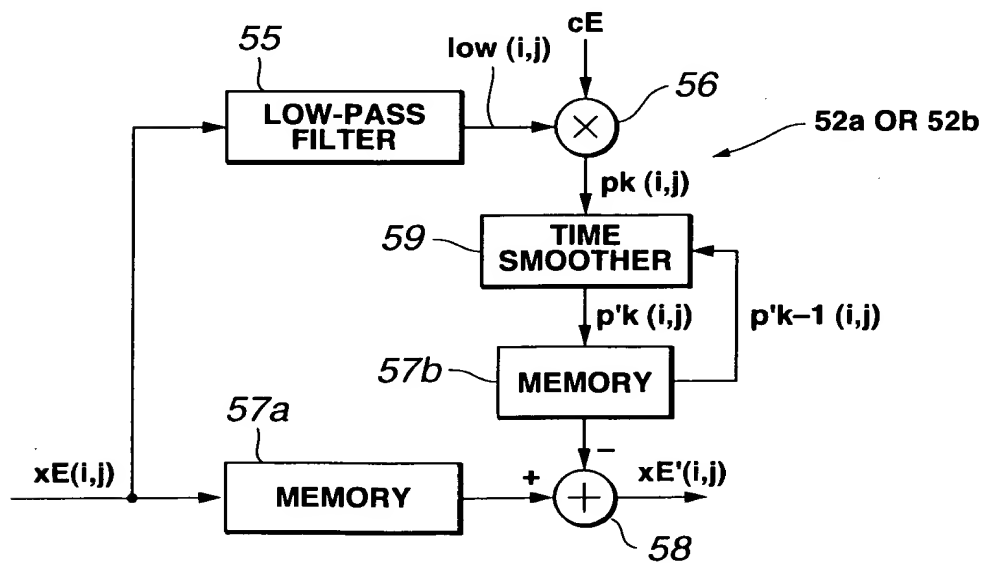 55
low (i,j)
cE
56
LOW-PASS
FILTER
×
52a OR 52b
pk (i,j)
59
TIME
SMOOTHER
p'k (i,j)
p'k–1 (i,j)
57b
MEMORY
57a
xE(i,j)
MEMORY
+
–
+
xE'(i,j)
58